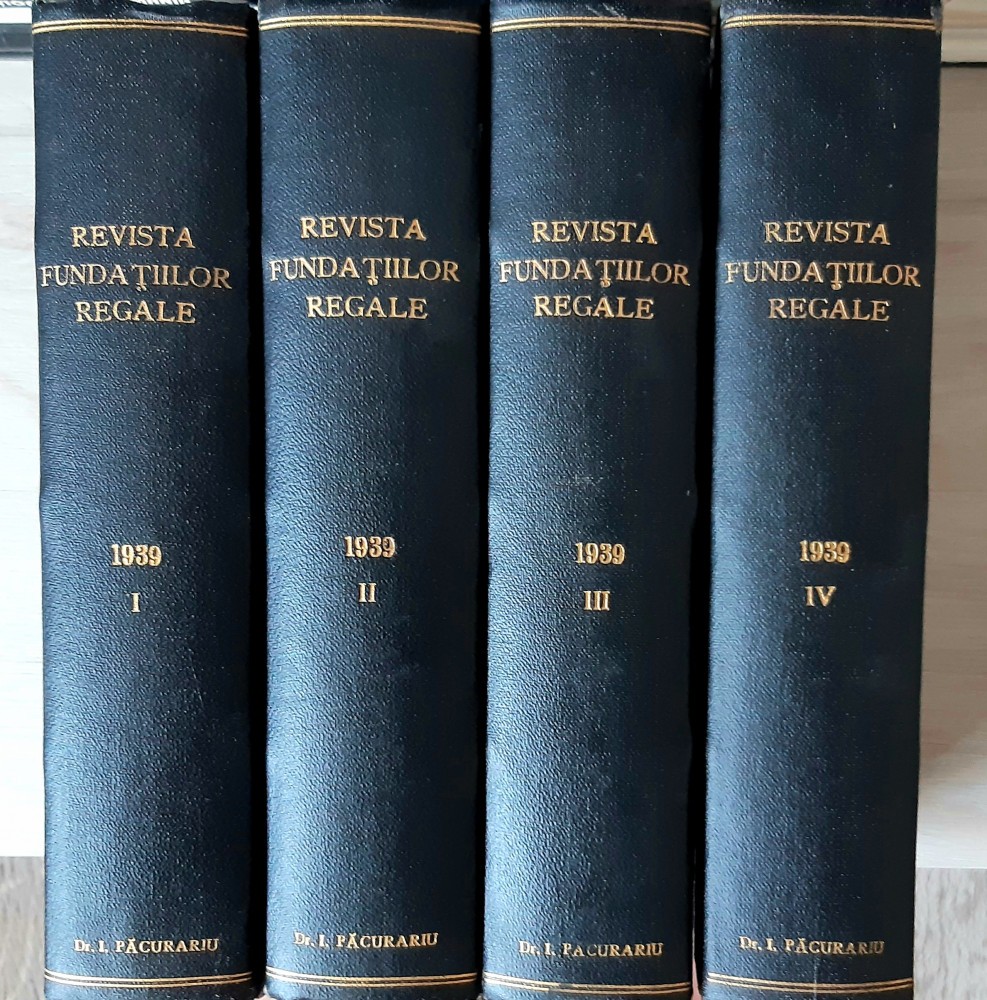 REVISTA
FUNDAŢIILOR
REGALE
1939
I
Dr. I. PĂCURARIU
REVISTA
FUNDAŢIILOR
REGALE
1939
II
Dr. I. PĂCURARIU
REVISTA
FUNDAŢIILOR
REGALE
1939
III
Dr. I. PACURARIU
REVISTA
FUNDAŢIILOR
REGALE
1939
IV
Dr. I. PĂCURARIU